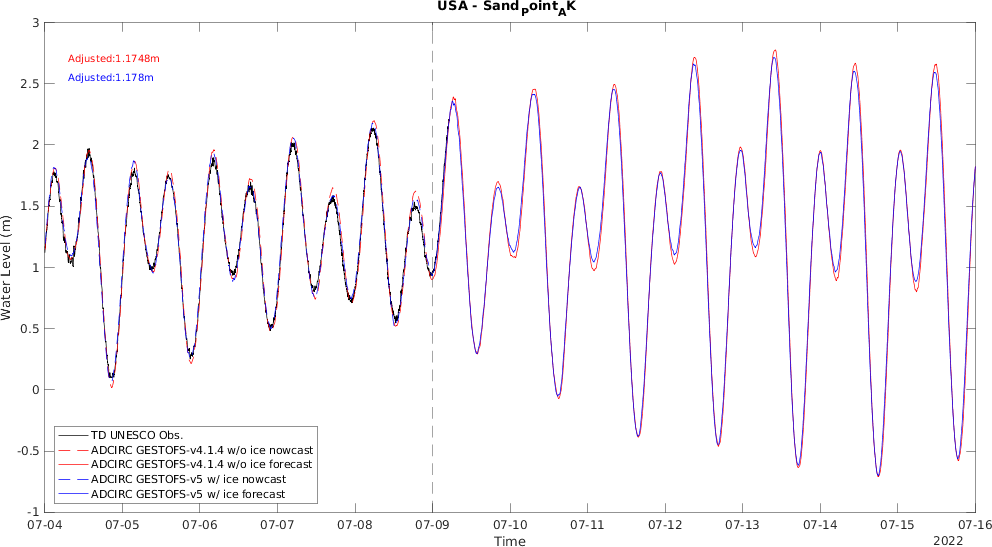 USA - SandPointAK
Adjusted:1.1748m
Adjusted:1.178m
Water Level (m)
3
2.5
2
1.5
1
0.5
0
-0.5
-1
TD UNESCO Obs.
ADCIRC GESTOFS-v4.1.4 w/o ice nowcast
ADCIRC GESTOFS-v4.1.4 w/o ice forecast
ADCIRC GESTOFS-v5 w/ ice nowcast
ADCIRC GESTOFS-v5 w/ ice forecast
07-04 07-05 07-06 07-07 07-08 07-09 07-10 07-11 07-12 07-13 07-14 07-15 07-16
Time
2022